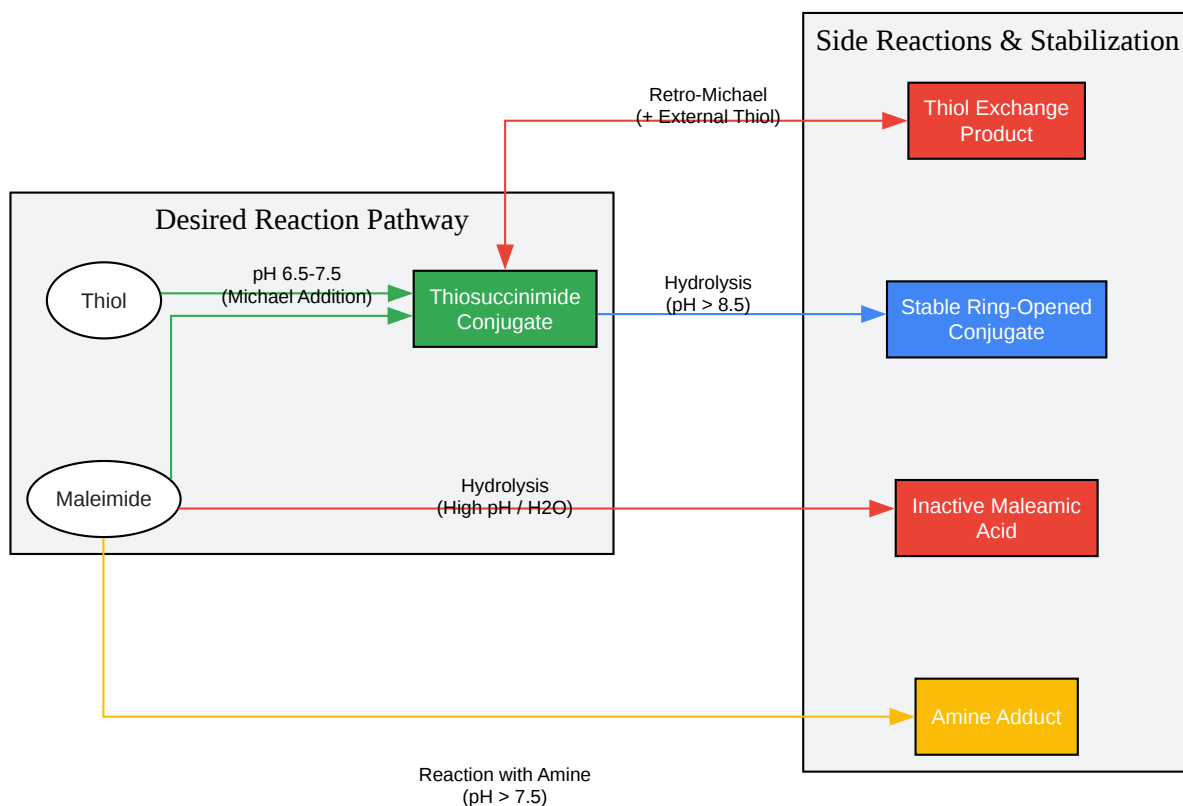 Side Reactions & Stabilization
Retro-Michael
(+ External Thiol)
Thiol Exchange
Product
Desired Reaction Pathway
Thiol
pH 6.5-7.5
(Michael Addition)
Thiosuccinimide
Conjugate
Hydrolysis
(pH > 8.5)
Stable Ring-Opened
Conjugate
Maleimide
Hydrolysis
(High pH / H2O)
Inactive Maleamic
Acid
Amine Adduct
Reaction with Amine
(pH > 7.5)